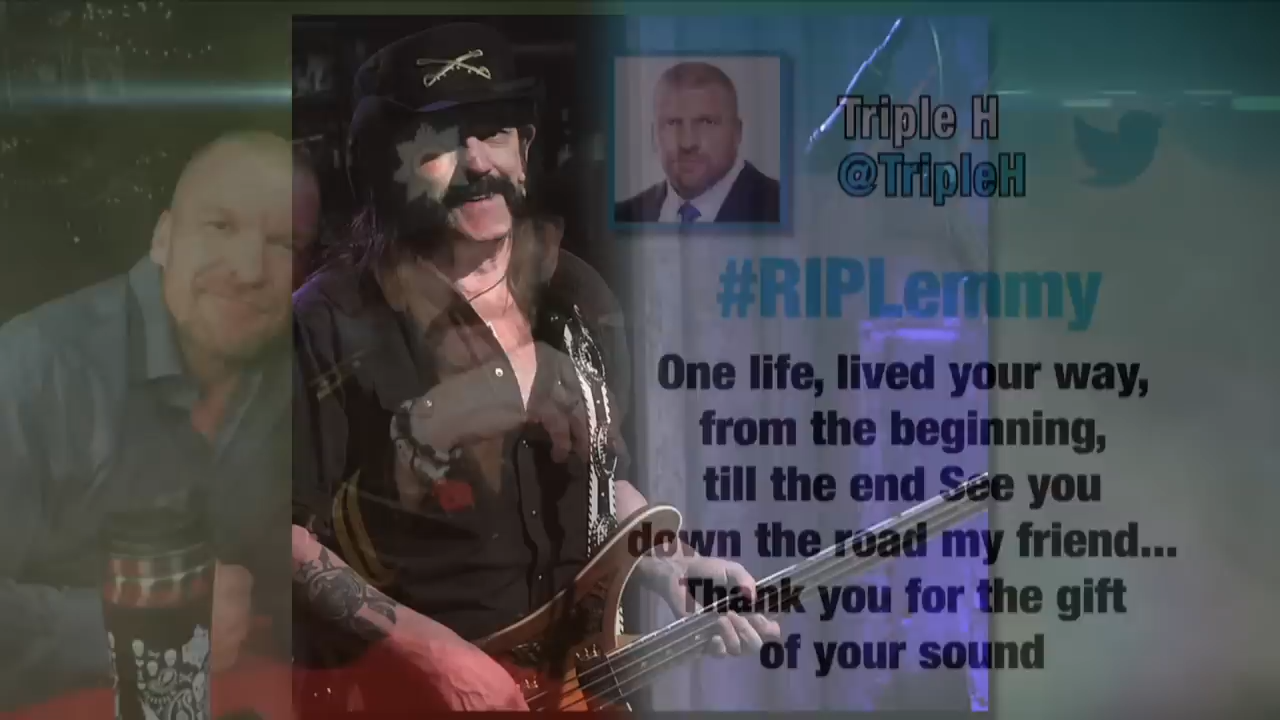 Triple H
@TripleH
#RIPLemmy
One life, lived your way,
from the beginning,
till the end See you
down the road my friend...
Thank you for the gift
of your sound